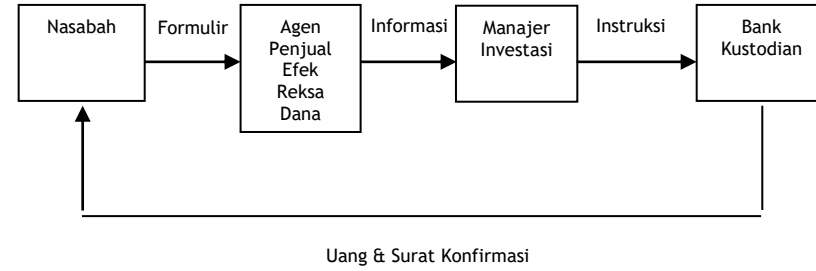 Nasabah
Formulir
Agen
Penjual
Efek
Reksa
Dana
Informasi
Manajer
Investasi
Instruksi
Bank
Kustodian
Uang & Surat Konfirmasi